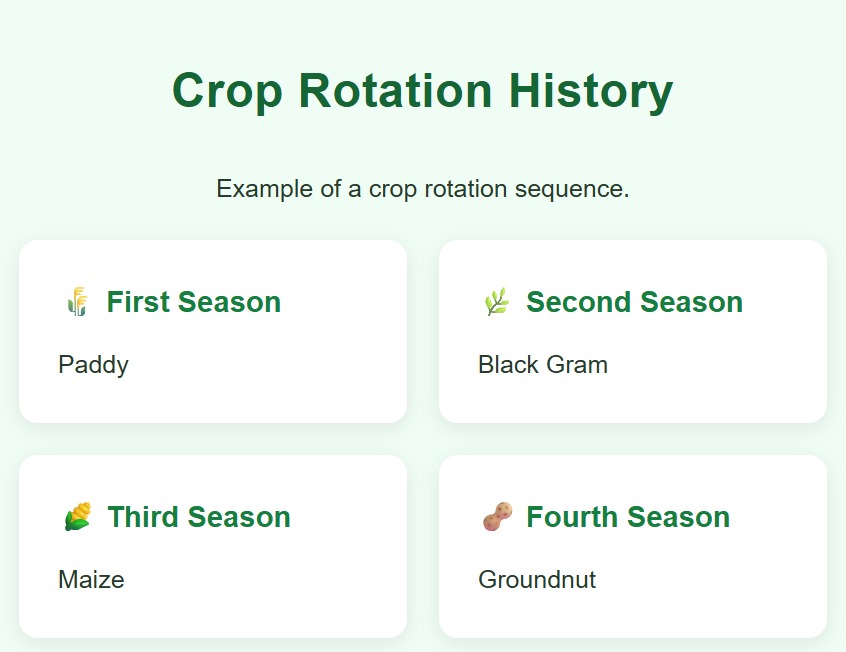 Crop Rotation History
Example of a crop rotation sequence.
First Season
Paddy
Second Season
Black Gram
Third Season
Maize
Fourth Season
Groundnut